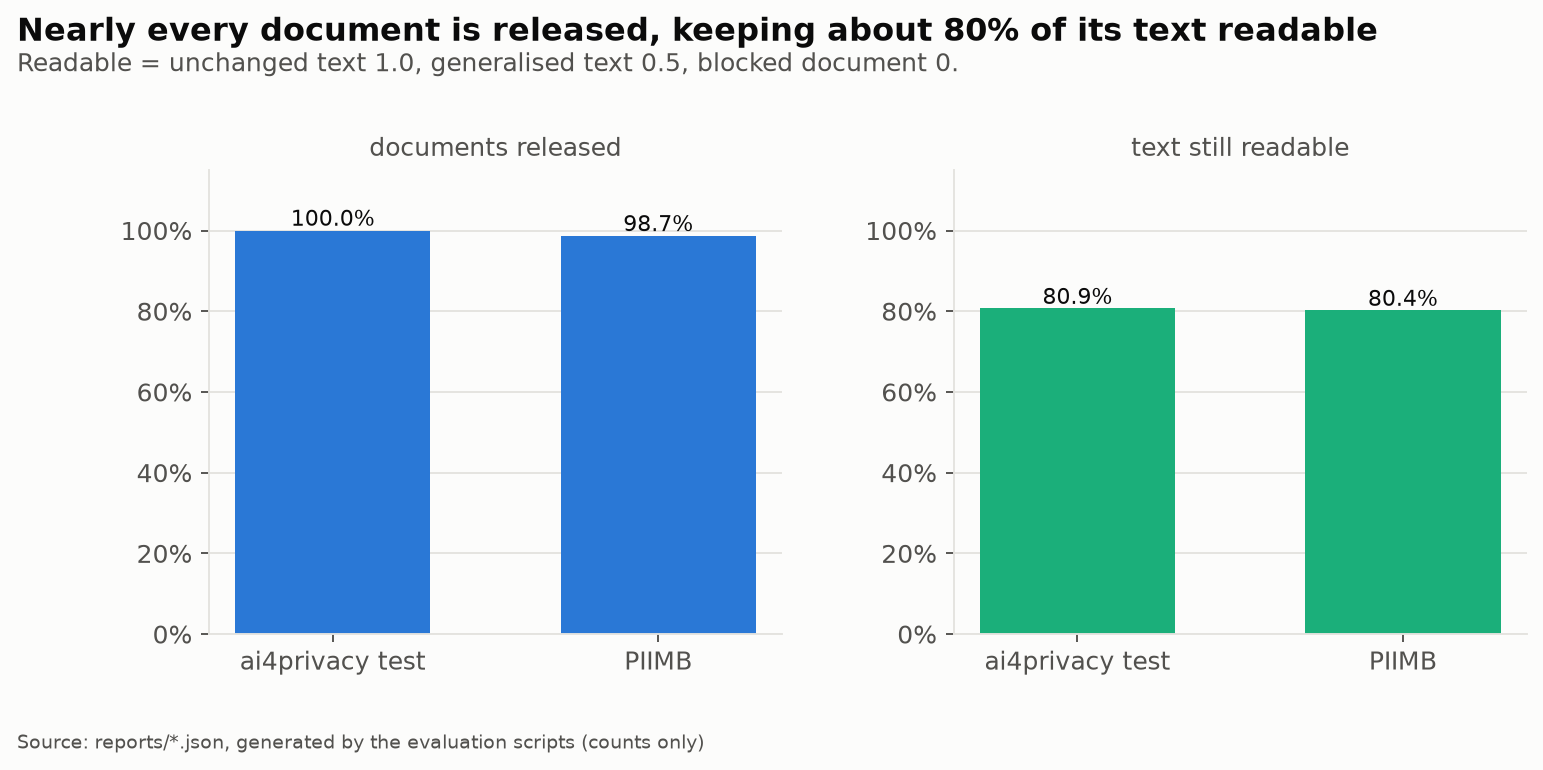 Nearly every document is released, keeping about 80% of its text readable
Readable = unchanged text 1.0, generalised text 0.5, blocked document 0.
documents released
100.0%
98.7%
100%
80%
60%
40%
20%
0%
ai4privacy test
PIIMB
text still readable
80.9%
80.4%
100%
80%
60%
40%
20%
0%
ai4privacy test
PIIMB
Source: reports/*.json, generated by the evaluation scripts (counts only)